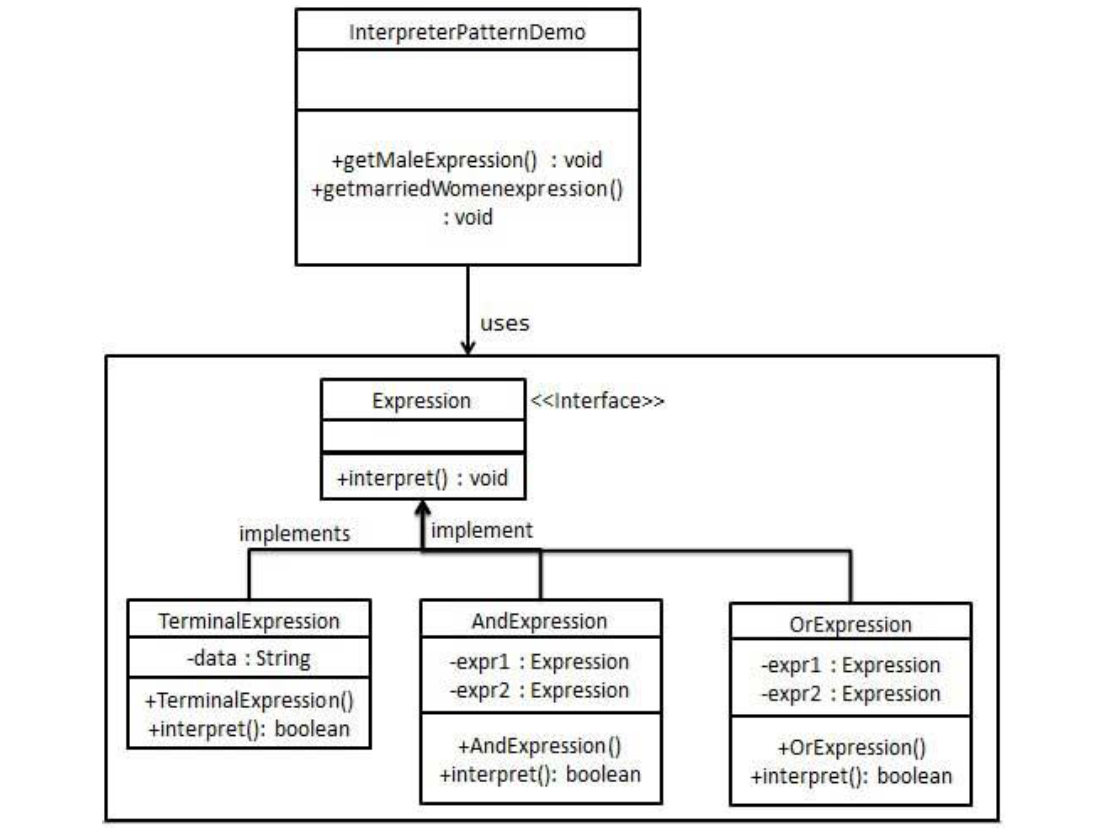 InterpreterPatternDemo
+getMaleExpression() : void
+getmarriedWomenexpression()
: void
uses
Expression
<<Interface>>
+interpret() : void
implements
implement
TerminalExpression
-data : String
+TerminalExpression()
+interpret(): boolean
AndExpression
-expr1 : Expression
-expr2 : Expression
+AndExpression()
+interpret(): boolean
OrExpression
-expr1 : Expression
-expr2 : Expression
+OrExpression()
+interpret(): boolean